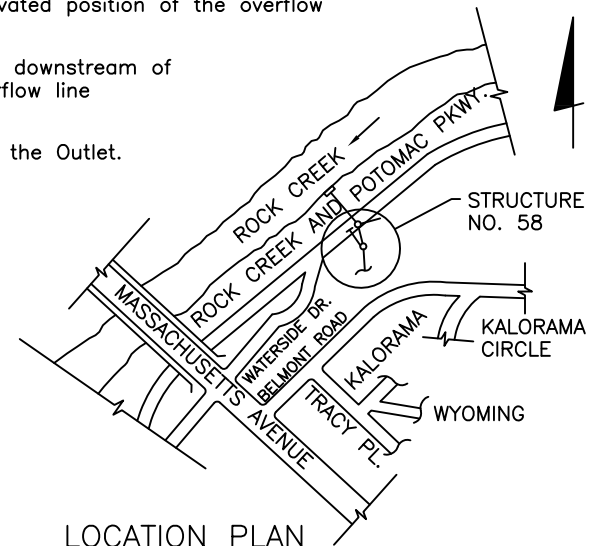 vated position of the overflow
downstream of
rflow line
the Outlet.
ROCK CREEK
ROCK CREEK AND POTOMAC PKWY.
STRUCTURE
NO. 58
MASSACHUSETTS AVENUE
WATERSIDE DR.
BELMONT ROAD
KALORAMA
KALORAMA
CIRCLE
TRACY PL.
WYOMING
LOCATION PLAN